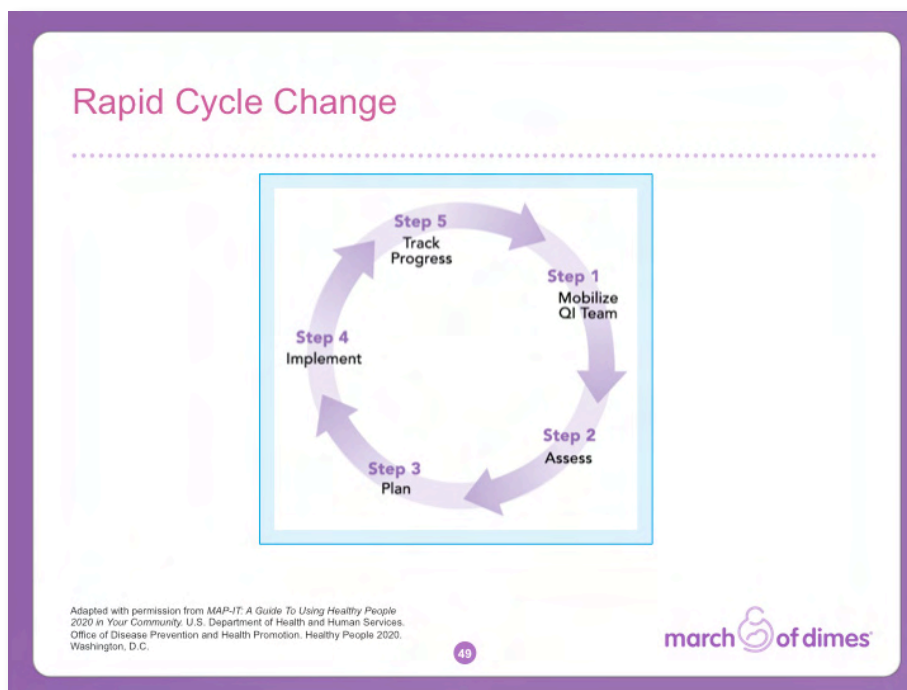 Rapid Cycle Change
Step 5
Track
Progress
Step 1
Mobilize
QI Team
Step 4
Implement
Step 2
Assess
Step 3
Plan
Adapted with permission from MAP-IT: A Guide To Using Healthy People
2020 in Your Community. U.S. Department of Health and Human Services.
Office of Disease Prevention and Health Promotion. Healthy People 2020.
Washington, D.C.
49
march of dimes®